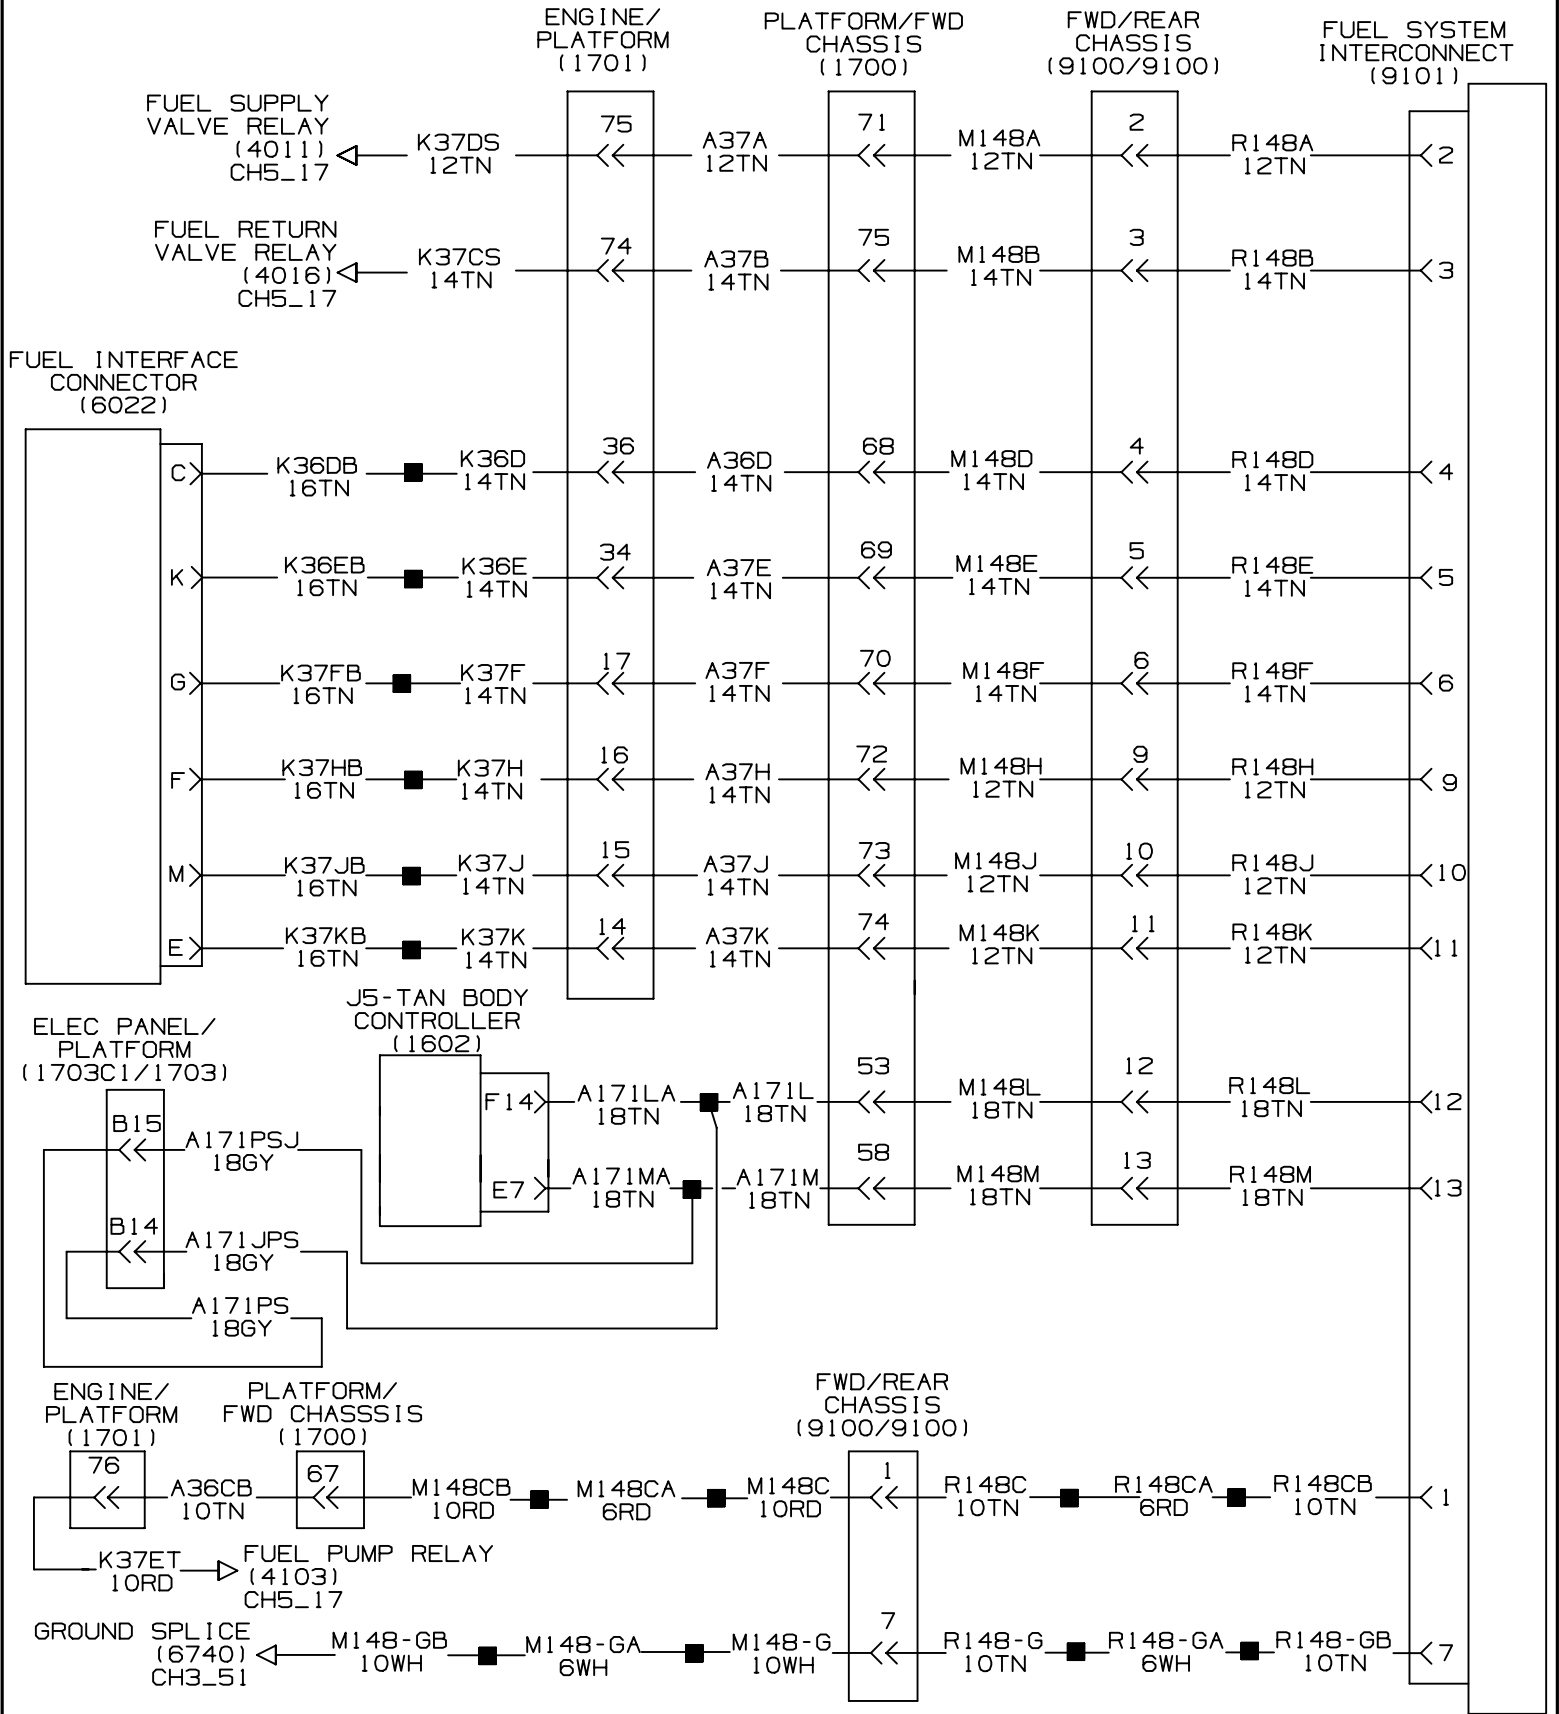 ENGINE/
PLATFORM
(1701)
PLATFORM/FWD
CHASSIS
(1700)
FWD/REAR
CHASSIS
(9100/9100)
FUEL SYSTEM
INTERCONNECT
(9101)
FUEL SUPPLY
VALVE RELAY
(4011)
CH5_17
K37DS
12TN
75
A37A
12TN
71
M148A
12TN
2
R148A
12TN
2
FUEL RETURN
VALVE RELAY
(4016)
CH5_17
K37CS
14TN
74
A37B
14TN
75
M148B
14TN
3
R148B
14TN
3
FUEL INTERFACE
CONNECTOR
(6022)
C
K36DB
16TN
K36D
14TN
36
A36D
14TN
68
M148D
14TN
4
R148D
14TN
4
K
K36EB
16TN
K36E
14TN
34
A37E
14TN
69
M148E
14TN
5
R148E
14TN
5
G
K37FB
16TN
K37F
14TN
17
A37F
14TN
70
M148F
14TN
6
R148F
14TN
6
F
K37HB
16TN
K37H
14TN
16
A37H
14TN
72
M148H
12TN
9
R148H
12TN
9
M
K37JB
16TN
K37J
14TN
15
A37J
14TN
73
M148J
12TN
10
R148J
12TN
10
E
K37KB
16TN
K37K
14TN
14
A37K
14TN
74
M148K
12TN
11
R148K
12TN
11
J5-TAN BODY
CONTROLLER
(1602)
F14
A171LA
18TN
A171L
18TN
53
M148L
18TN
12
R148L
18TN
12
E7
A171MA
18TN
A171M
18TN
58
M148M
18TN
13
R148M
18TN
13
ELEC PANEL/
PLATFORM
(1703C1/1703)
B15
A171PSJ
18GY
B14
A171JPS
18GY
A171PS
18GY
ENGINE/
PLATFORM
(1701)
PLATFORM/
FWD CHASSSIS
(1700)
FWD/REAR
CHASSIS
(9100/9100)
76
A36CB
10TN
67
M148CB
10RD
M148CA
6RD
M148C
10RD
1
R148C
10TN
R148CA
6RD
R148CB
10TN
1
K37ET
10RD
FUEL PUMP RELAY
(4103)
CH5_17
GROUND SPLICE
(6740)
CH3_51
M148-GB
10WH
M148-GA
6WH
M148-G
10WH
7
R148-G
10TN
R148-GA
6WH
R148-GB
10TN
7